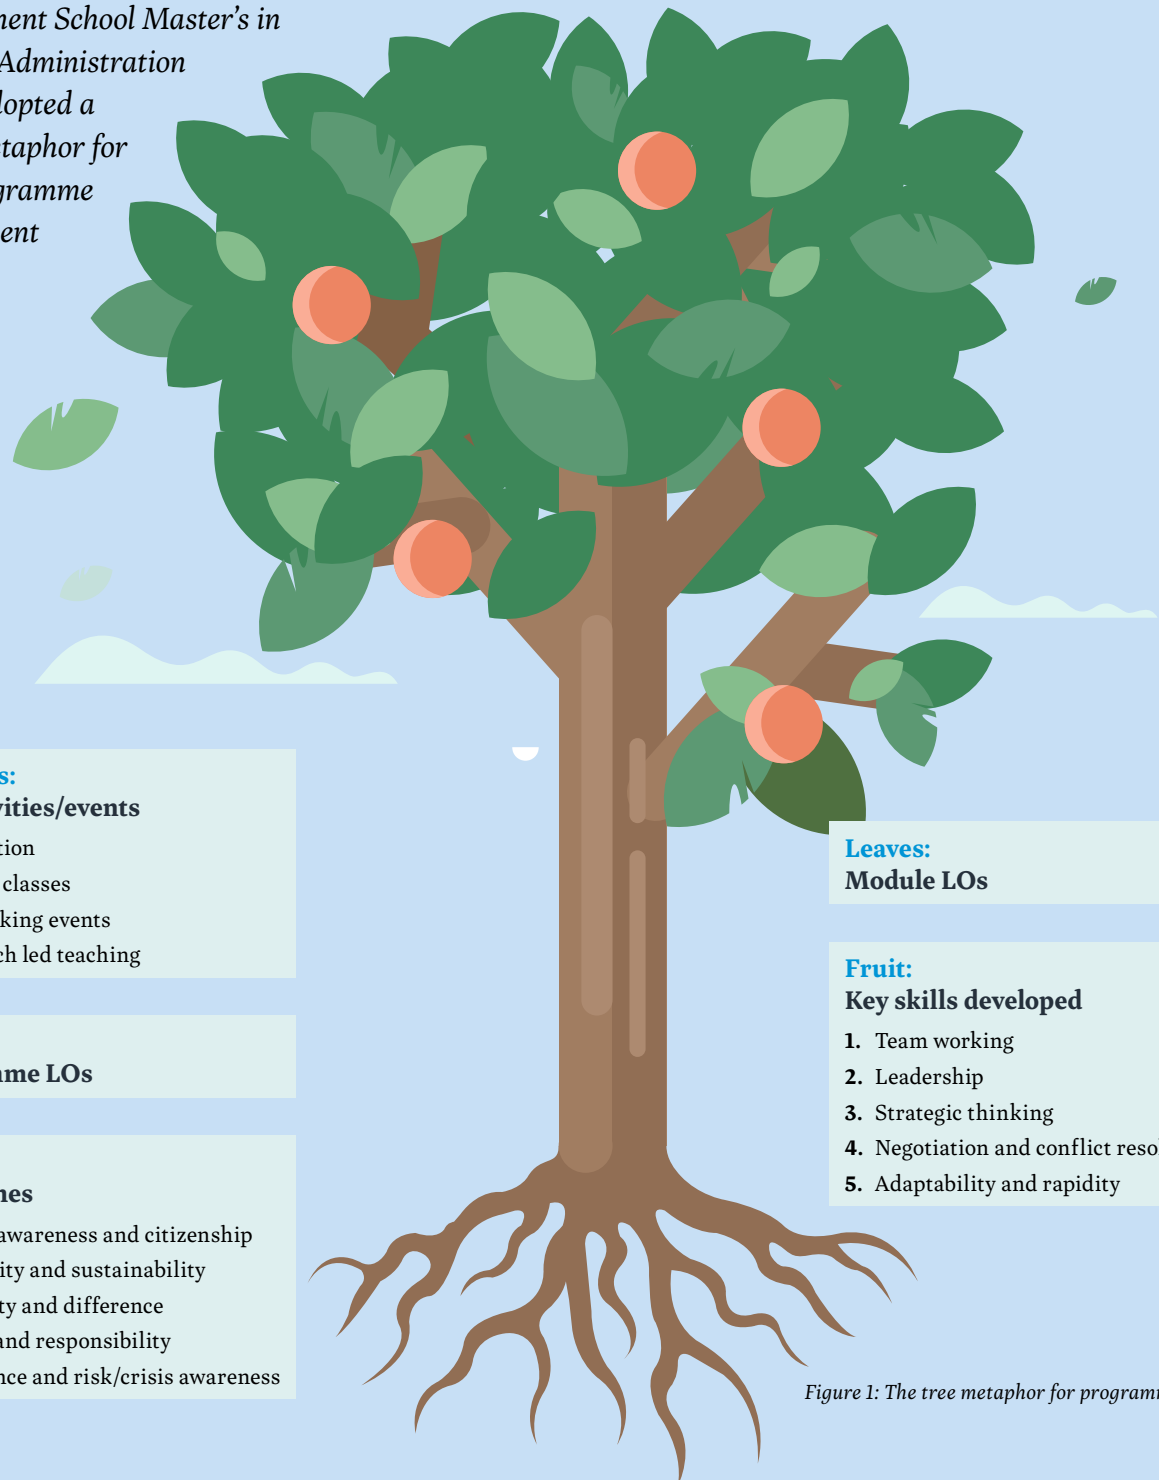 nent School Master's in
Administration
dopted a
etaphor for
gramme
ent
s:
vities/events
tion
classes
king events
ch led teaching
me LOs
nes
awareness and citizenship
ity and sustainability
ty and difference
and responsibility
nce and risk/crisis awareness
Leaves:
Module LOs
Fruit:
Key skills developed
1. Team working
2. Leadership
3. Strategic thinking
4. Negotiation and conflict reso
5. Adaptability and rapidity
Figure 1: The tree metaphor for program